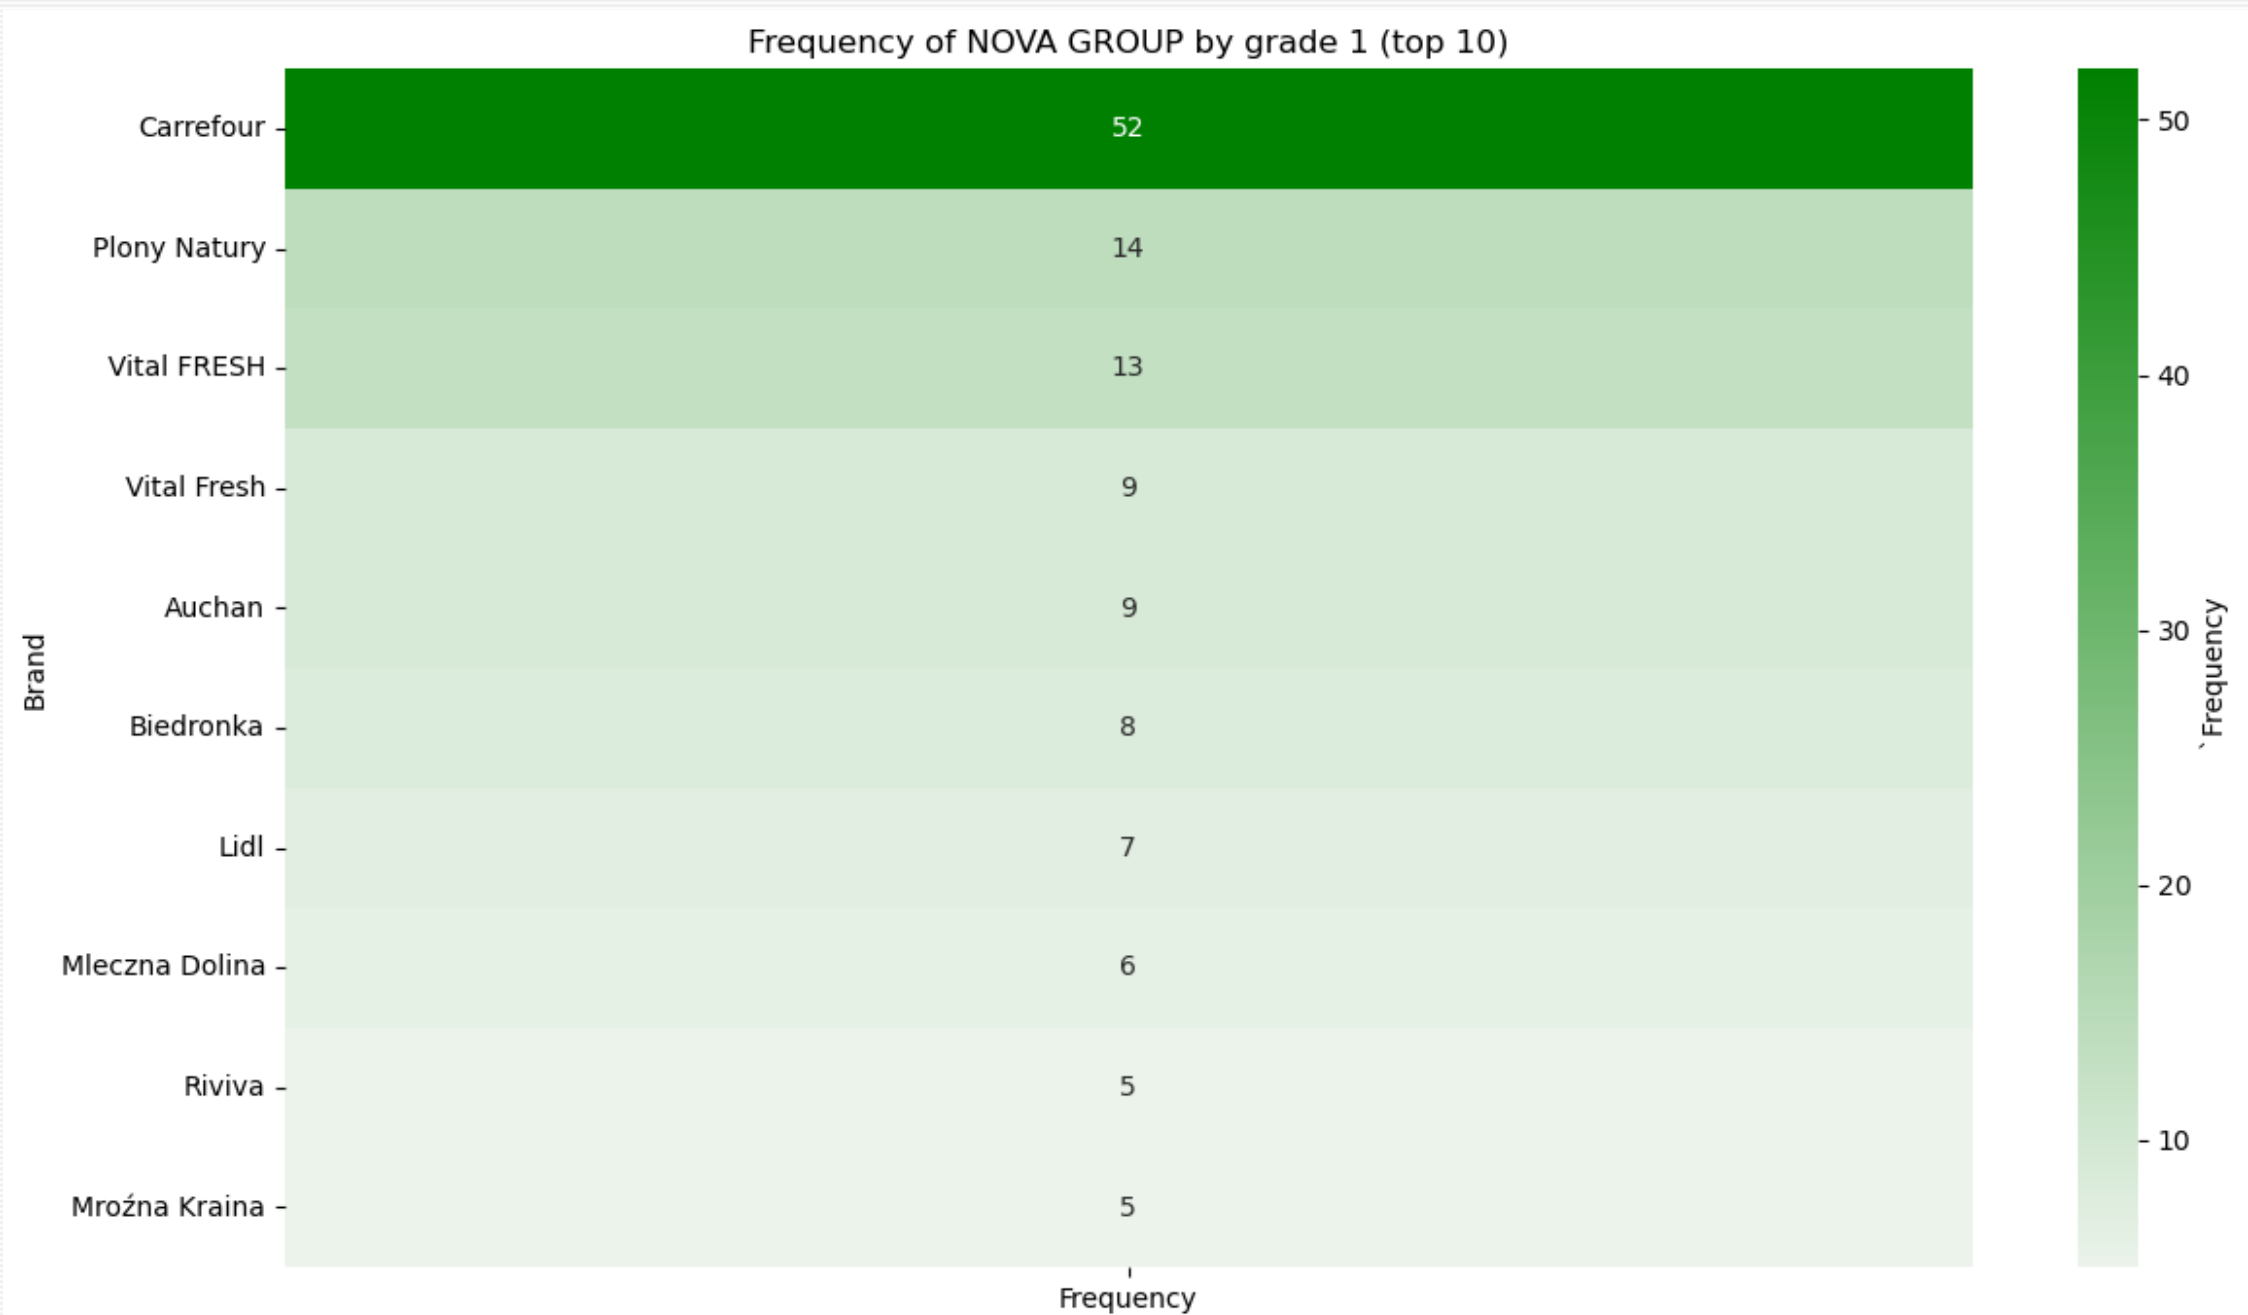 Frequency of NOVA GROUP by grade 1 (top 10)
Carrefour
52
Plony Natury
14
Vital FRESH
13
Vital Fresh
9
Auchan
9
Biedronka
8
Lidl
7
Mleczna Dolina
6
Riviva
5
Mroźna Kraina
5
Brand
Frequency
50
40
30
20
10
`Frequency